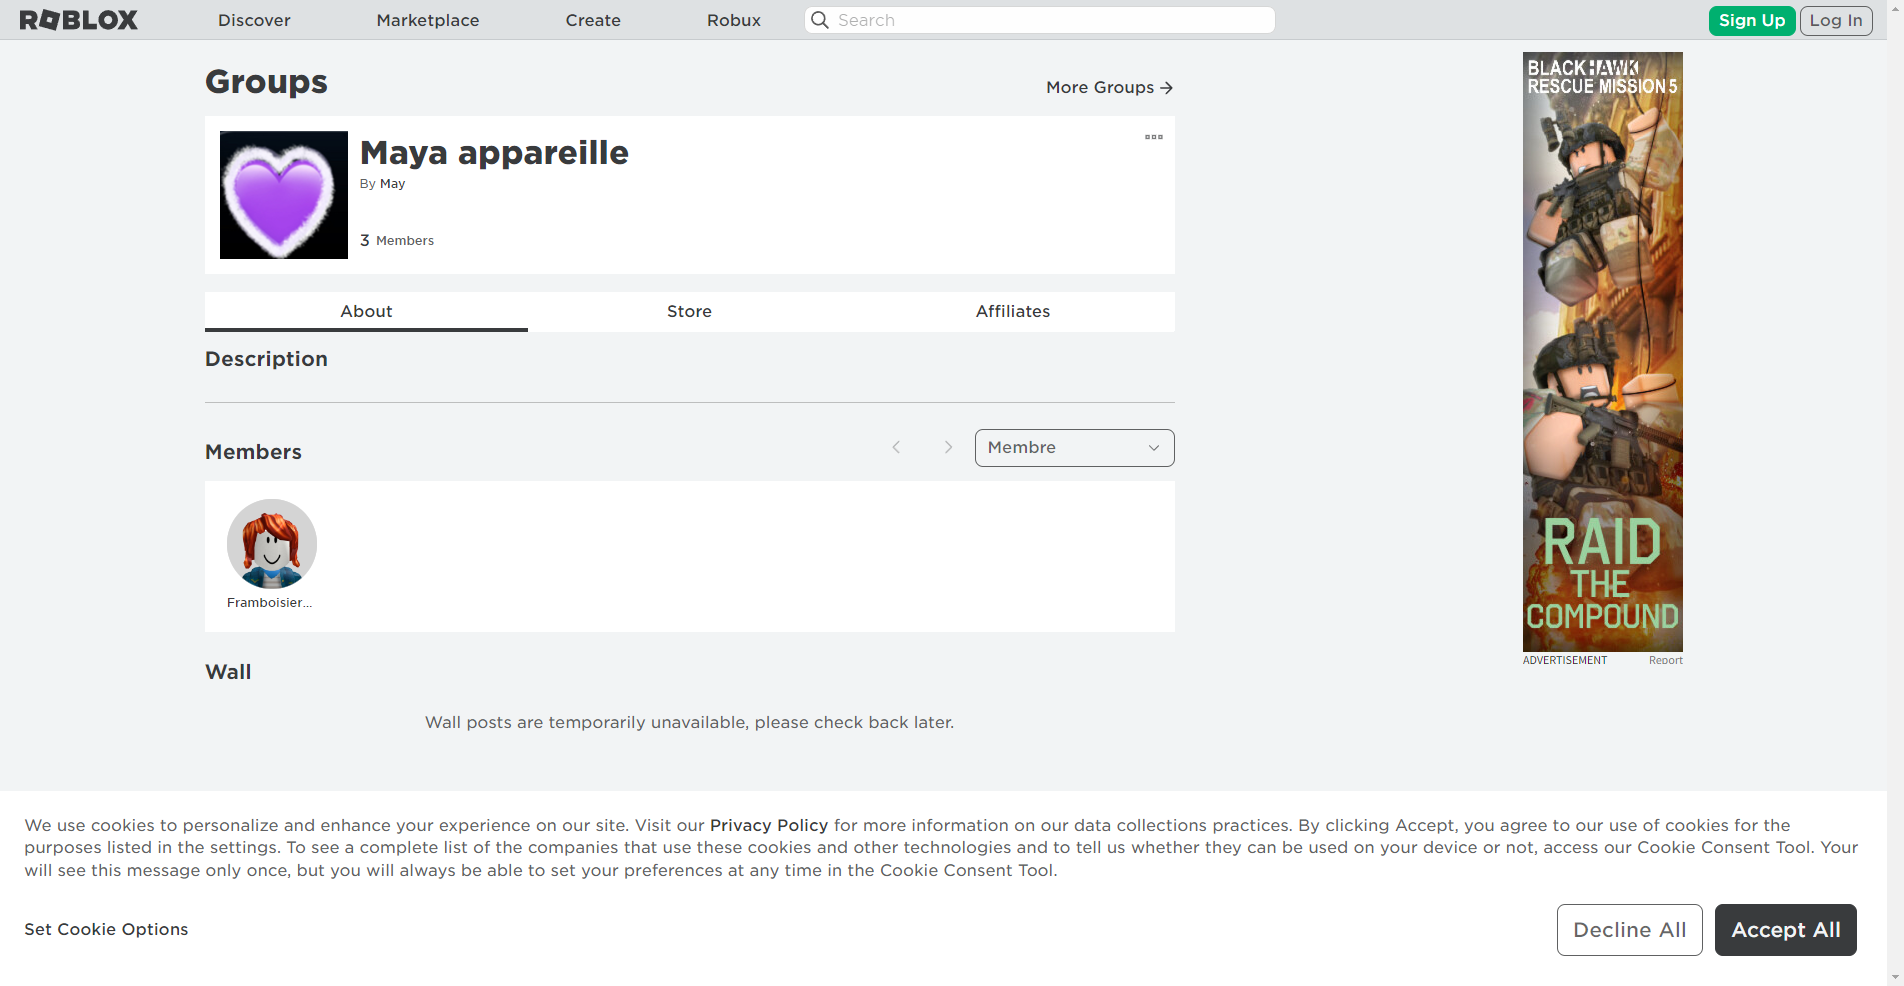 ROBLOX
Discover
Marketplace
Create
Robux
Search
Sign Up
Log In
Groups
More Groups
Maya appareille
By May
3 Members
About
Store
Affiliates
Description
Members
Membre
Framboisier...
Wall
Wall posts are temporarily unavailable, please check back later.
BLACKHAWK
RESCUE MISSION 5
RAID
THE
COMPOUND
ADVERTISEMENT
Report
We use cookies to personalize and enhance your experience on our site. Visit our Privacy Policy for more information on our data collections practices. By clicking Accept, you agree to our use of cookies for the
purposes listed in the settings. To see a complete list of the companies that use these cookies and other technologies and to tell us whether they can be used on your device or not, access our Cookie Consent Tool. Your
will see this message only once, but you will always be able to set your preferences at any time in the Cookie Consent Tool.
Set Cookie Options
Decline All
Accept All